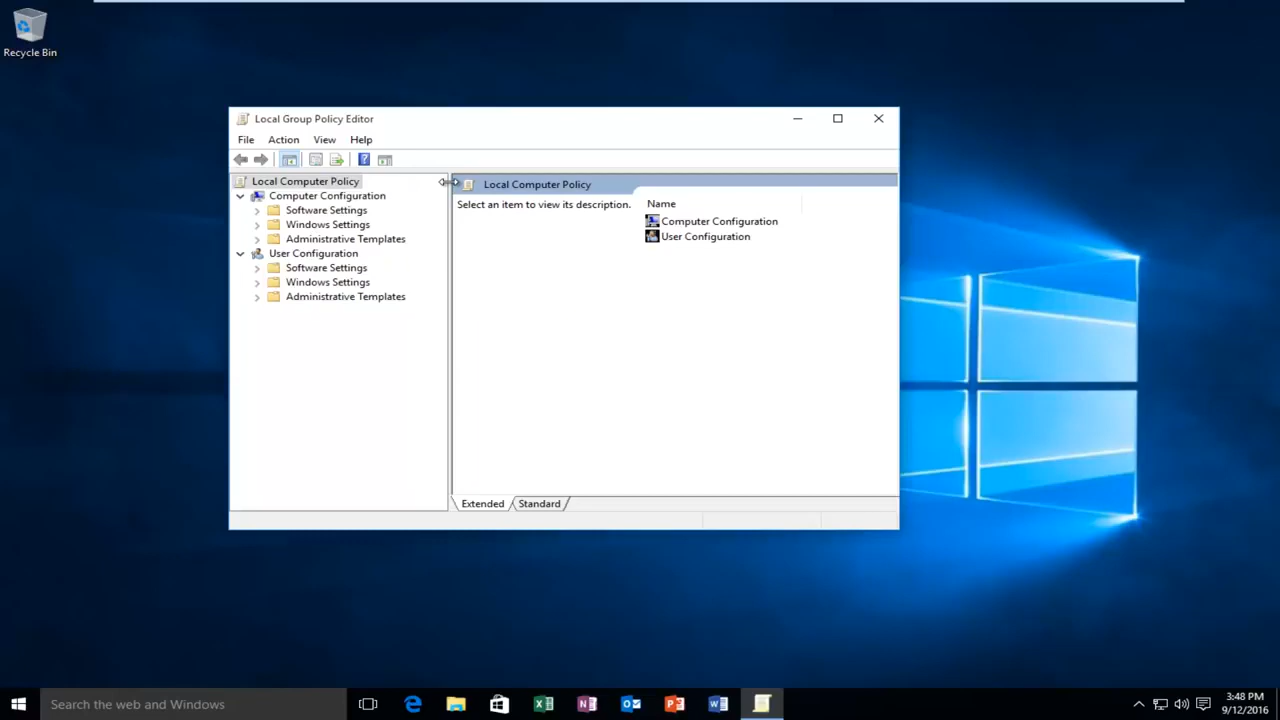 Recycle Bin
Local Group Policy Editor
File Action View Help
Local Computer Policy
Computer Configuration
Software Settings
Windows Settings
Administrative Templates
User Configuration
Software Settings
Windows Settings
Administrative Templates
Local Computer Policy
Select an item to view its description.
Name
Computer Configuration
User Configuration
Extended Standard
Search the web and Windows
3:48 PM
9/12/2016